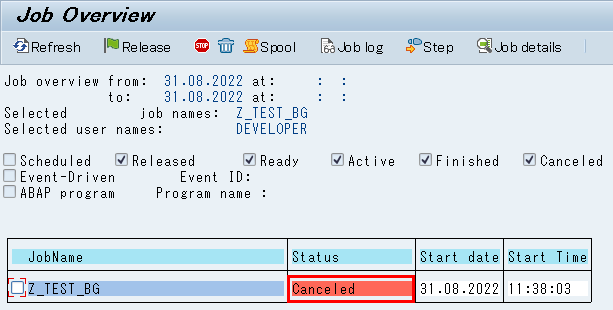 Job Overview
Refresh Release Spool Job log Step Job details
Job overview from: 31.08.2022 at: : :
to: 31.08.2022 at: : :
Selected job names: Z_TEST_BG
Selected user names: DEVELOPER
Scheduled Released Ready Active Finished Canceled
Event-Driven Event ID:
ABAP program Program name :
JobName Status Start date Start Time
Z_TEST_BG Canceled 31.08.2022 11:38:03